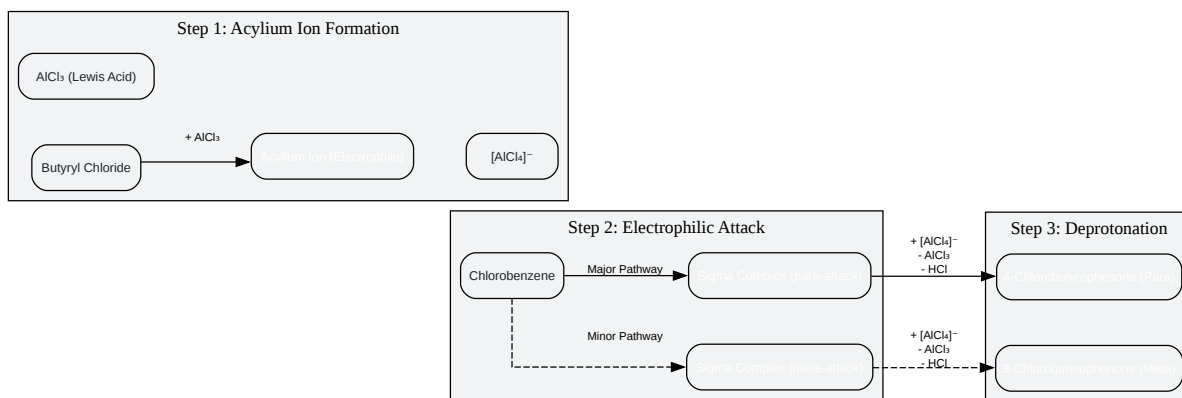 Step 1: Acylium Ion Formation
AlCl₃ (Lewis Acid)
+ AlCl₃
Butyryl Chloride
Acylium Ion (Electrophile)
[AlCl₄]⁻
Step 2: Electrophilic Attack
Chlorobenzene
Major Pathway
Sigma Complex (para-attack)
Minor Pathway
Sigma Complex (meta-attack)
+ [AlCl₄]⁻
- AlCl₃
- HCl
+ [AlCl₄]⁻
- AlCl₃
- HCl
Step 3: Deprotonation
4-Chlorobutyrophenone (Para)
3-Chlorobutyrophenone (Meta)